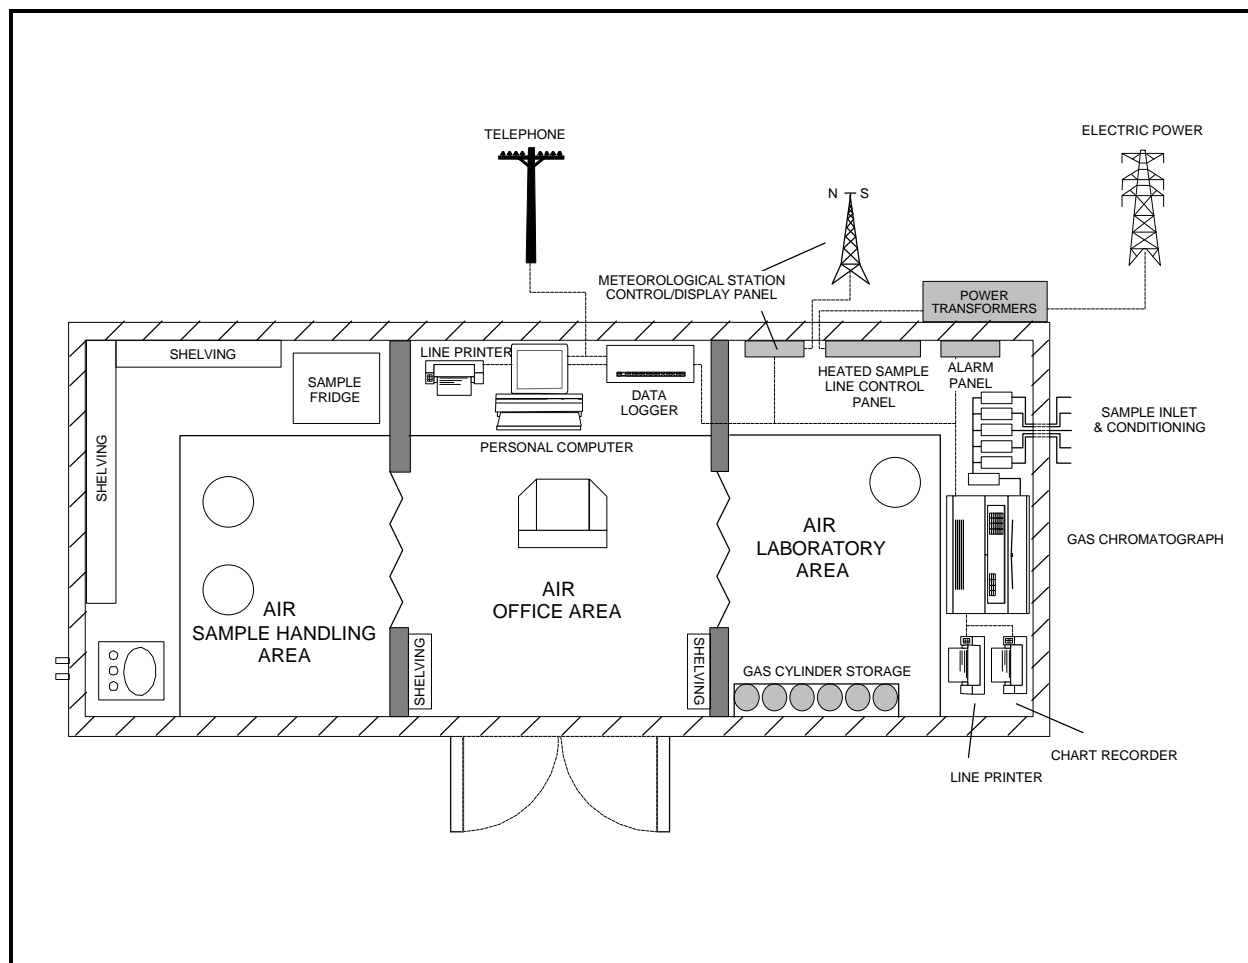 TELEPHONE
ELECTRIC POWER
N S
METEOROLOGICAL STATION
CONTROL/DISPLAY PANEL
POWER
TRANSFORMERS
SHELVING
SAMPLE
FRIDGE
LINE PRINTER
DATA
LOGGER
PERSONAL COMPUTER
HEATED SAMPLE
LINE CONTROL
PANEL
ALARM
PANEL
SAMPLE INLET
& CONDITIONING
SHELVING
AIR
LABORATORY
AREA
GAS CHROMATOGRAPH
AIR
OFFICE AREA
AIR
SAMPLE HANDLING
AREA
SHELVING
SHELVING
GAS CYLINDER STORAGE
CHART RECORDER
LINE PRINTER